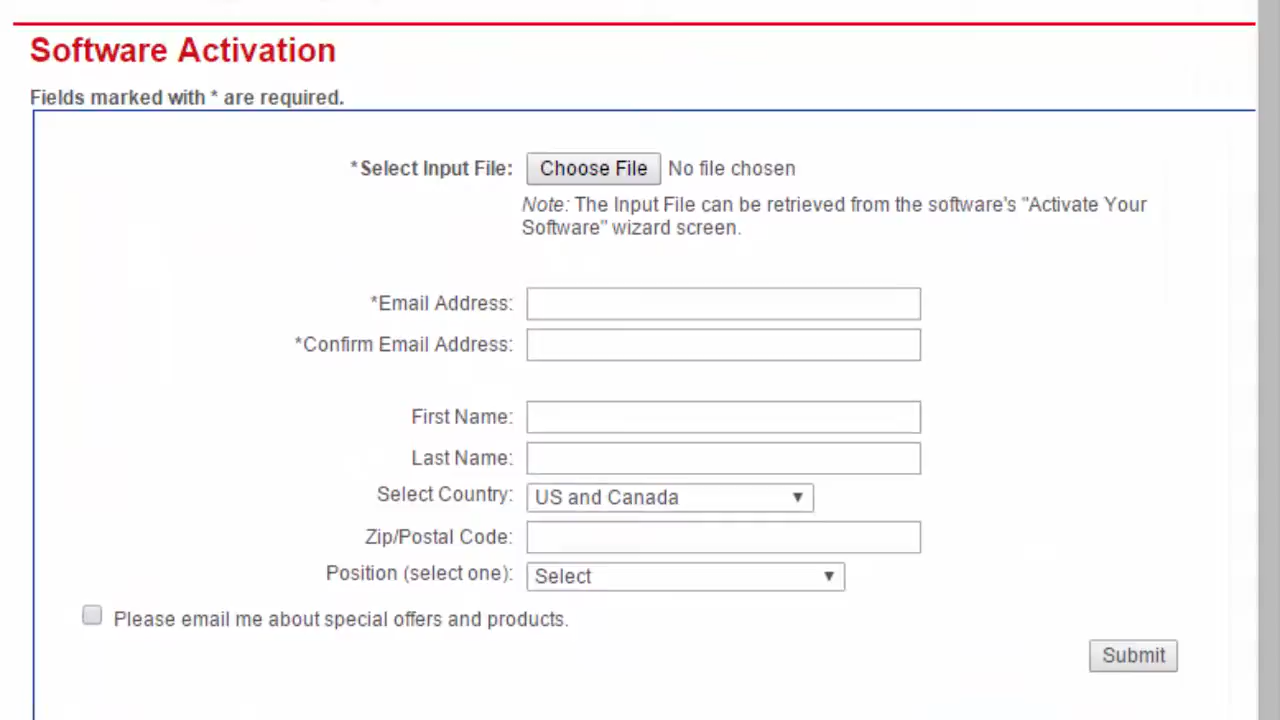 Software Activation
Fields marked with * are required.
*Select Input File: Choose File No file chosen
Note: The Input File can be retrieved from the software's "Activate Your
Software" wizard screen.
*Email Address:
*Confirm Email Address:
First Name:
Last Name:
Select Country: US and Canada
Zip/Postal Code:
Position (select one): Select
Please email me about special offers and products.
Submit